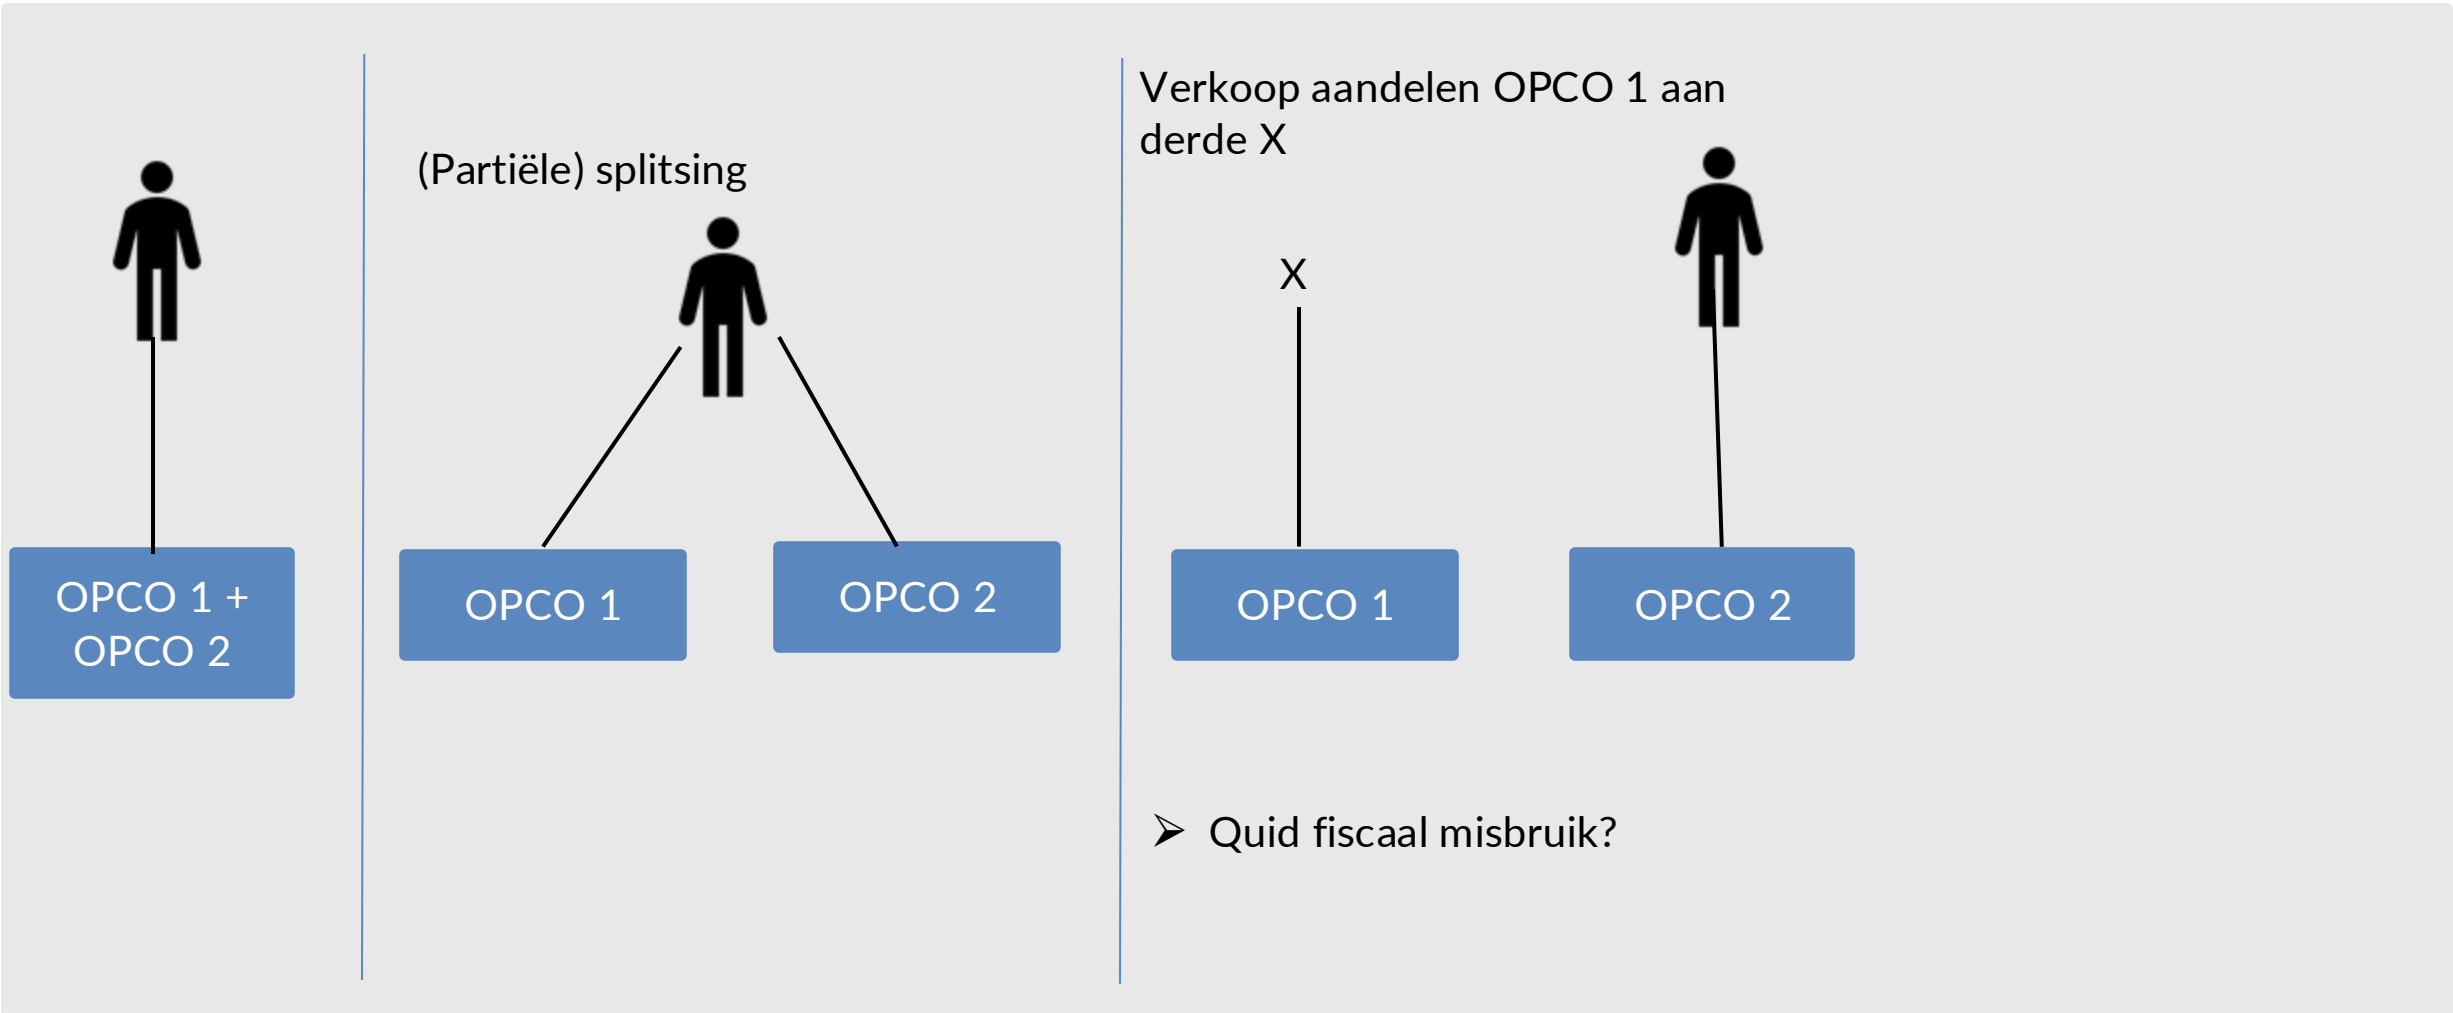 OPCO 1 +
OPCO 2
(Partiële) splitsing
OPCO 1
OPCO 2
Verkoop aandelen OPCO 1 aan
derde X
X
OPCO 1
OPCO 2
Quid fiscaal misbruik?